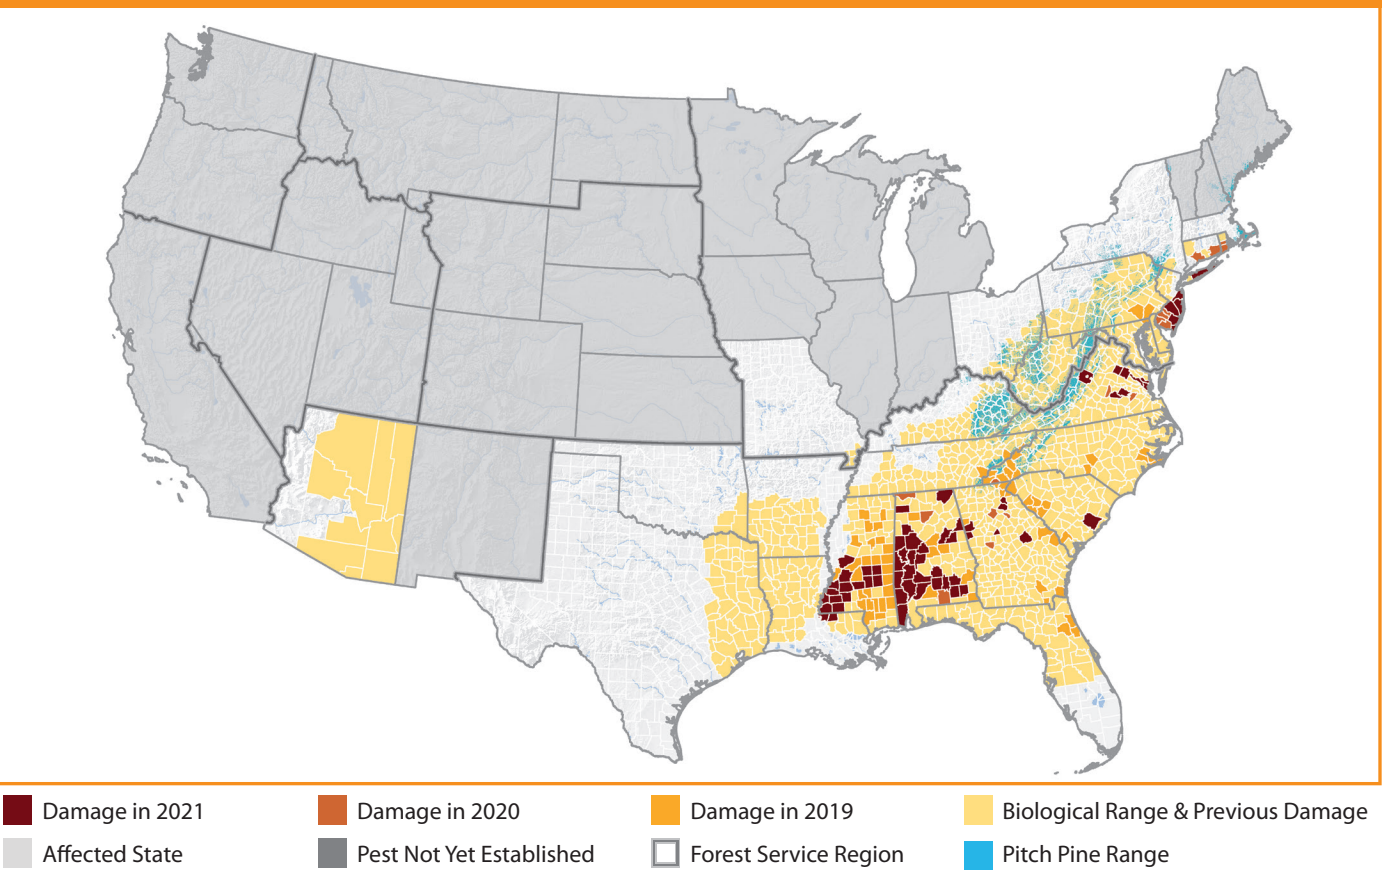 Damage in 2021
Damage in 2020
Damage in 2019
Biological Range & Previous Damage
Affected State
Pest Not Yet Established
Forest Service Region
Pitch Pine Range